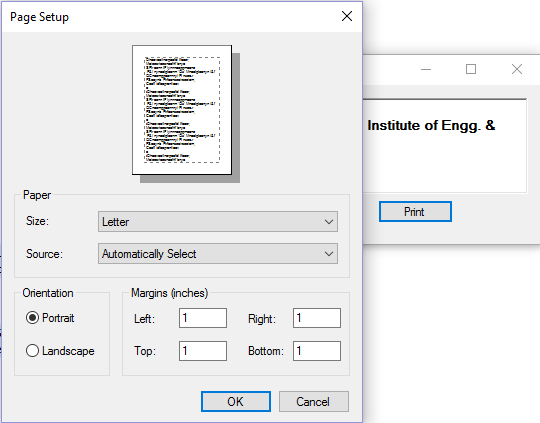 Page Setup
Institute of Engg. &
Print
Paper
Size:
Letter
Source:
Automatically Select
Orientation
Portrait
Landscape
Margins (inches)
Left:
1
Right:
1
Top:
1
Bottom:
1
OK
Cancel